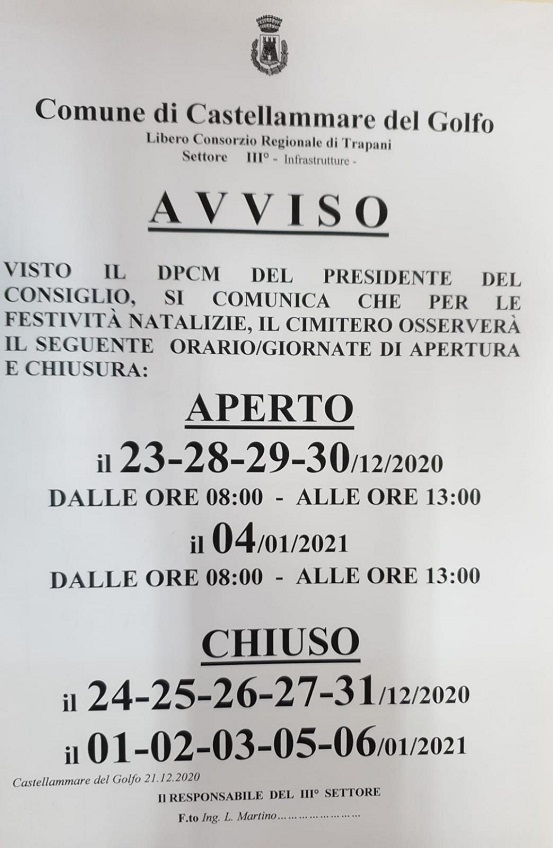 Comune di Castellammare del Golfo
Libero Consorzio Regionale di Trapani
Settore III° - Infrastrutture -
AVVISO
VISTO IL DPCM DEL PRESIDENTE DEL
CONSIGLIO, SI COMUNICA CHE PER LE
FESTIVITÀ NATALIZIE, IL CIMITERO OSSERVERÀ
IL SEGUENTE ORARIO/GIORNATE DI APERTURA
E CHIUSURA:
APERTO
il 23-28-29-30/12/2020
DALLE ORE 08:00 - ALLE ORE 13:00
il 04/01/2021
DALLE ORE 08:00 - ALLE ORE 13:00
CHIUSO
il 24-25-26-27-31/12/2020
il 01-02-03-05-06/01/2021
Castellammare del Golfo 21.12.2020
Il RESPONSABILE DEL III° SETTORE
F.to Ing. L. Martino……………………